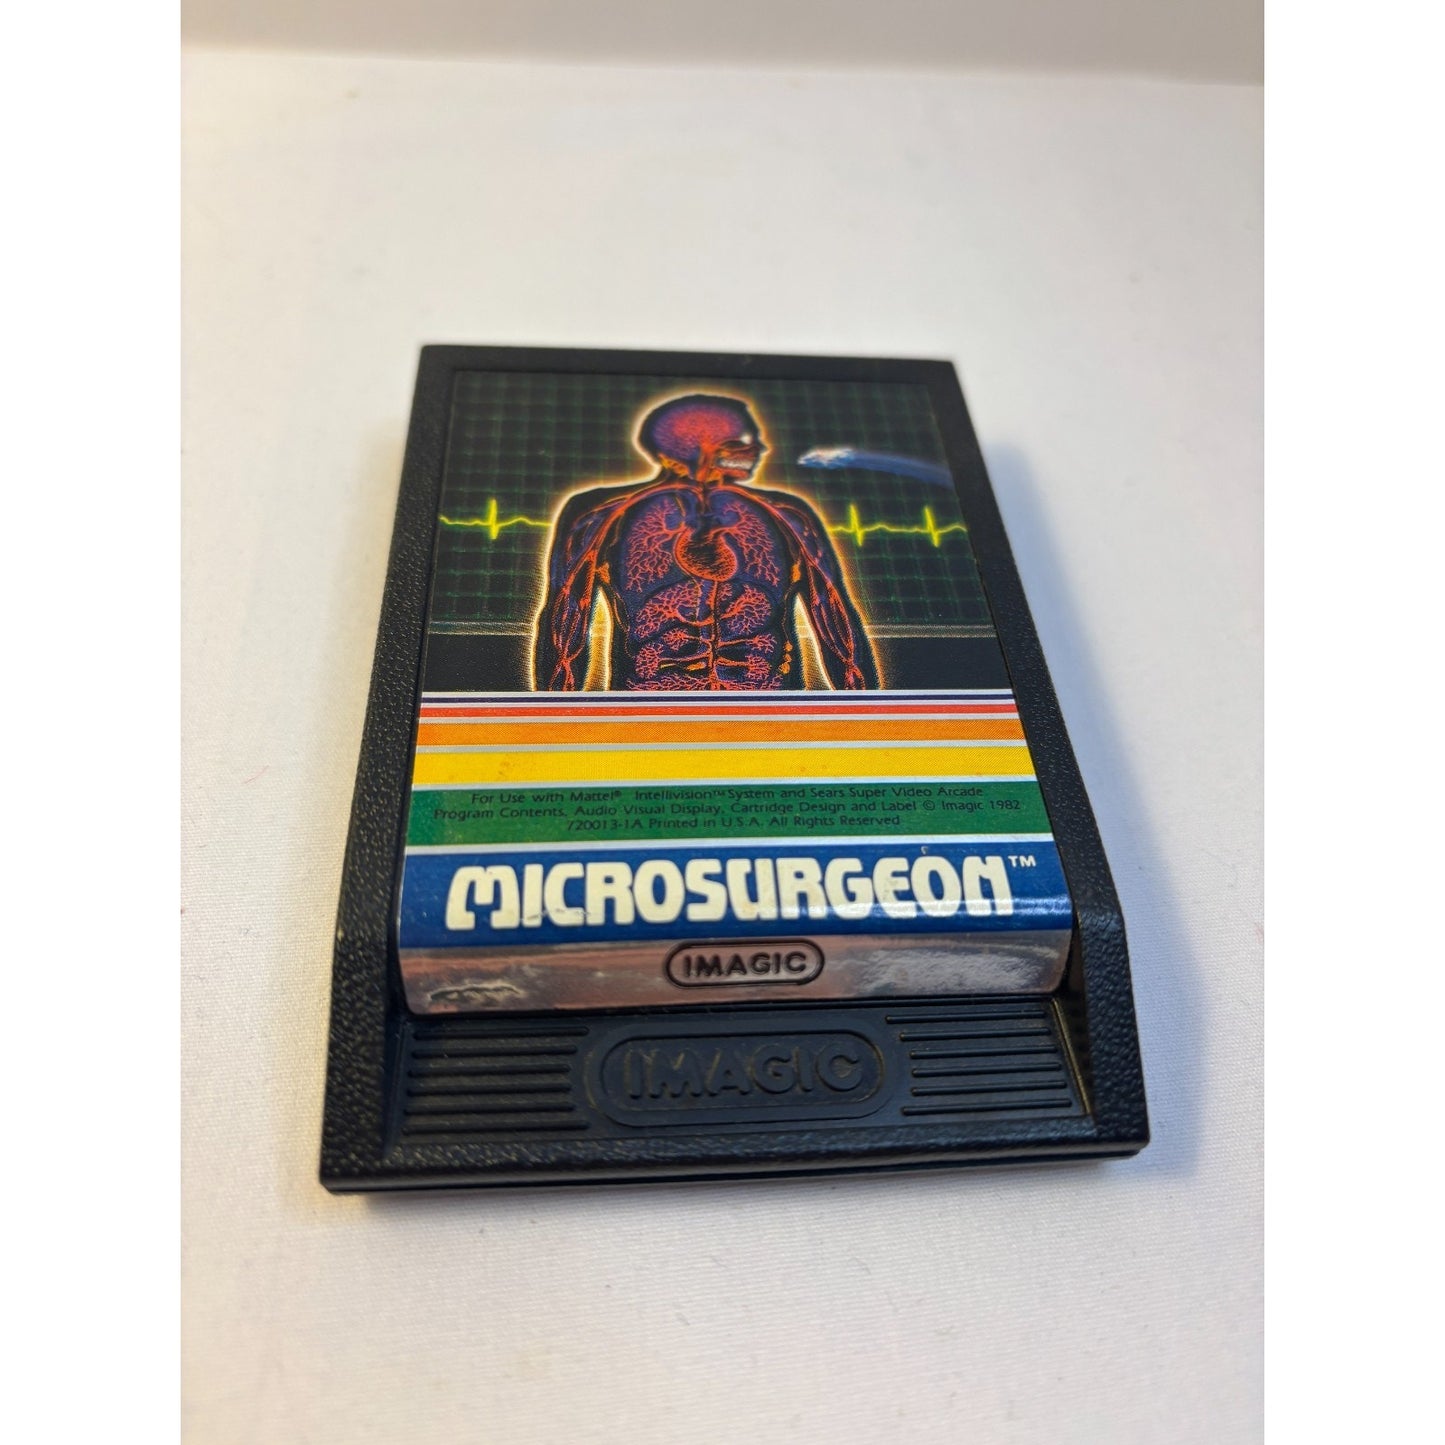 For Use with Mattel® Intellivision™ System and Sears Super Video Arcade
Program Contents, Audio Visual Display, Cartridge Design and Label © Imagic 1982
720013-1A Printed in U.S.A. All Rights Reserved
MICROSURGEON™
IMAGIC
IMAGIC